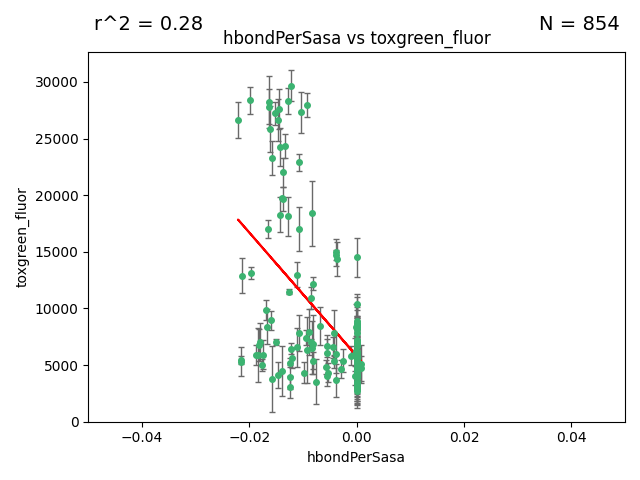 r^2 = 0.28
N = 854
hbondPerSasa vs toxgreen_fluor
toxgreen_fluor
30000
25000
20000
15000
10000
5000
0
−0.04
−0.02
0.00
0.02
0.04
hbondPerSasa